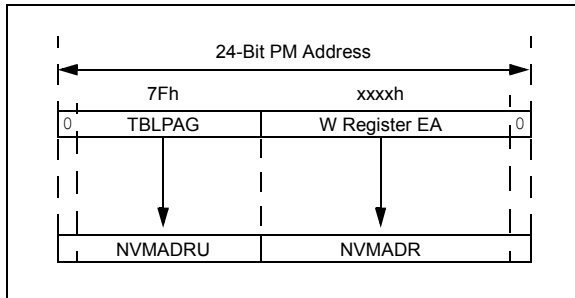 24-Bit PM Address
7Fh xxxxh
0 TBLPAG W Register EA 0
NVMADRU NVMADR